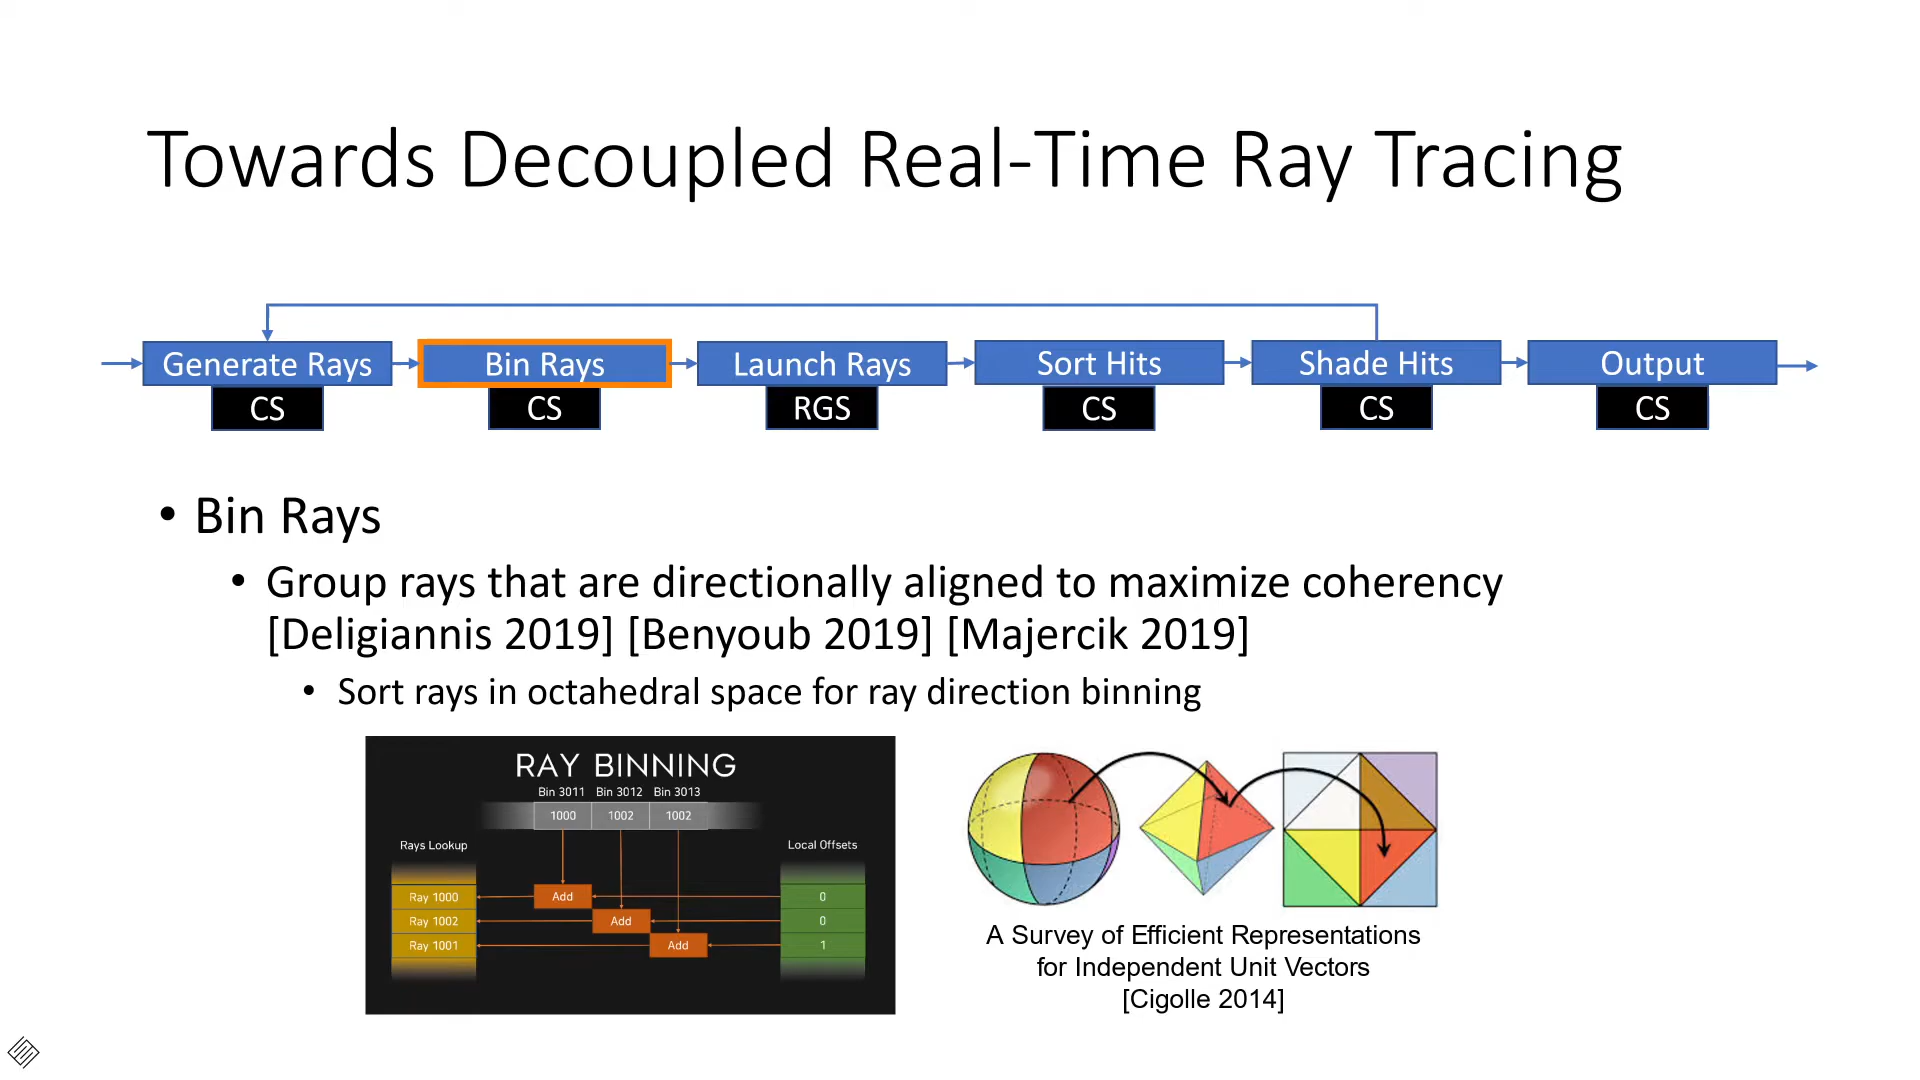 Towards Decoupled Real-Time Ray Tracing
Generate Rays
Bin Rays
Launch Rays
Sort Hits
Shade Hits
Output
CS
CS
RGS
CS
CS
CS
• Bin Rays
• Group rays that are directionally aligned to maximize coherency
[Deligiannis 2019] [Benyoub 2019] [Majercik 2019]
• Sort rays in octahedral space for ray direction binning
RAY BINNING
Bin 3011 Bin 3012 Bin 3013
1000 1002 1002
Rays Lookup
Local Offsets
Ray 1000 Add 0
Ray 1002 Add 0
Ray 1001 Add 1
A Survey of Efficient Representations
for Independent Unit Vectors
[Cigolle 2014]